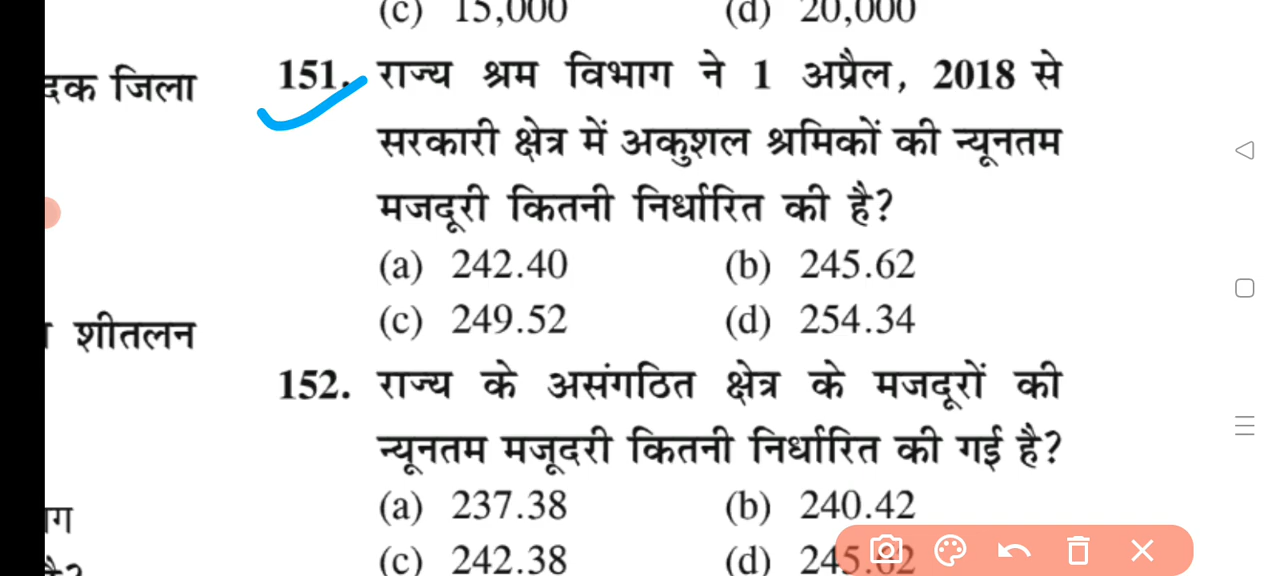 (c) 15,000 (d) 20,000
दक जिला
151. राज्य श्रम विभाग ने 1 अप्रैल, 2018 से
सरकारी क्षेत्र में अकुशल श्रमिकों की न्यूनतम
मजदूरी कितनी निर्धारित की है?
(a) 242.40 (b) 245.62
(c) 249.52 (d) 254.34
शीतलन
152. राज्य के असंगठित क्षेत्र के मजदूरों की
न्यूनतम मजूदरी कितनी निर्धारित की गई है?
(a) 237.38 (b) 240.42
ग
(c) 242.38 (d) 245.62